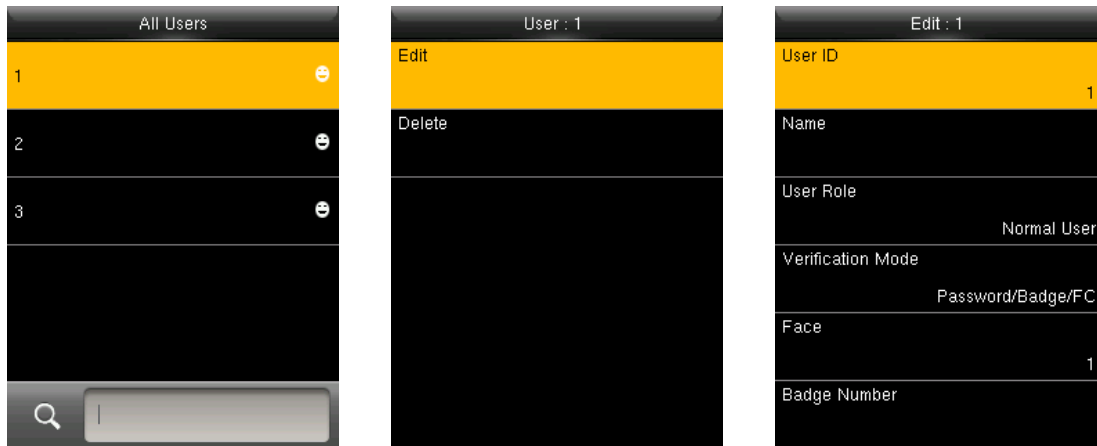 All Users
1
2
3
User : 1
Edit
Delete
Edit : 1
User ID
1
Name
User Role
Normal User
Verification Mode
Password/Badge/FC
Face
1
Badge Number